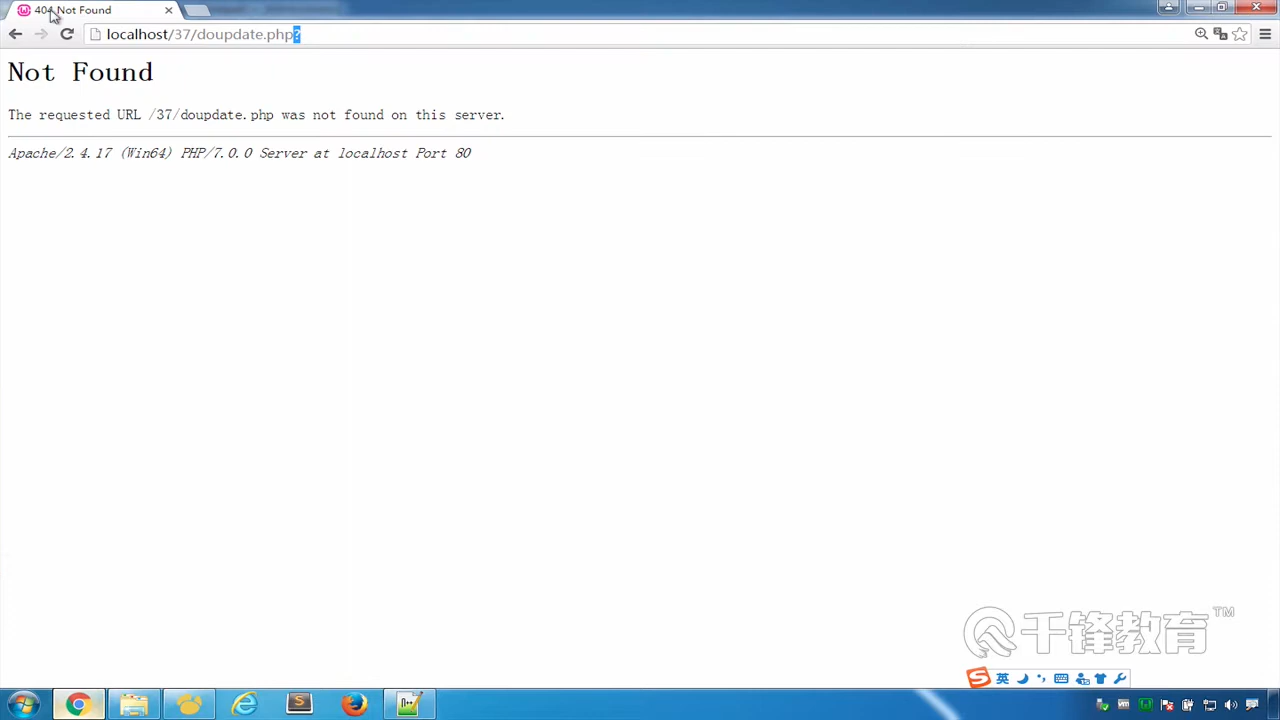 404 Not Found
localhost/37/doupdate.php?
Not Found
The requested URL /37/doupdate.php was not found on this server.
Apache/2.4.17 (Win64) PHP/7.0.0 Server at localhost Port 80
千锋教育™
英